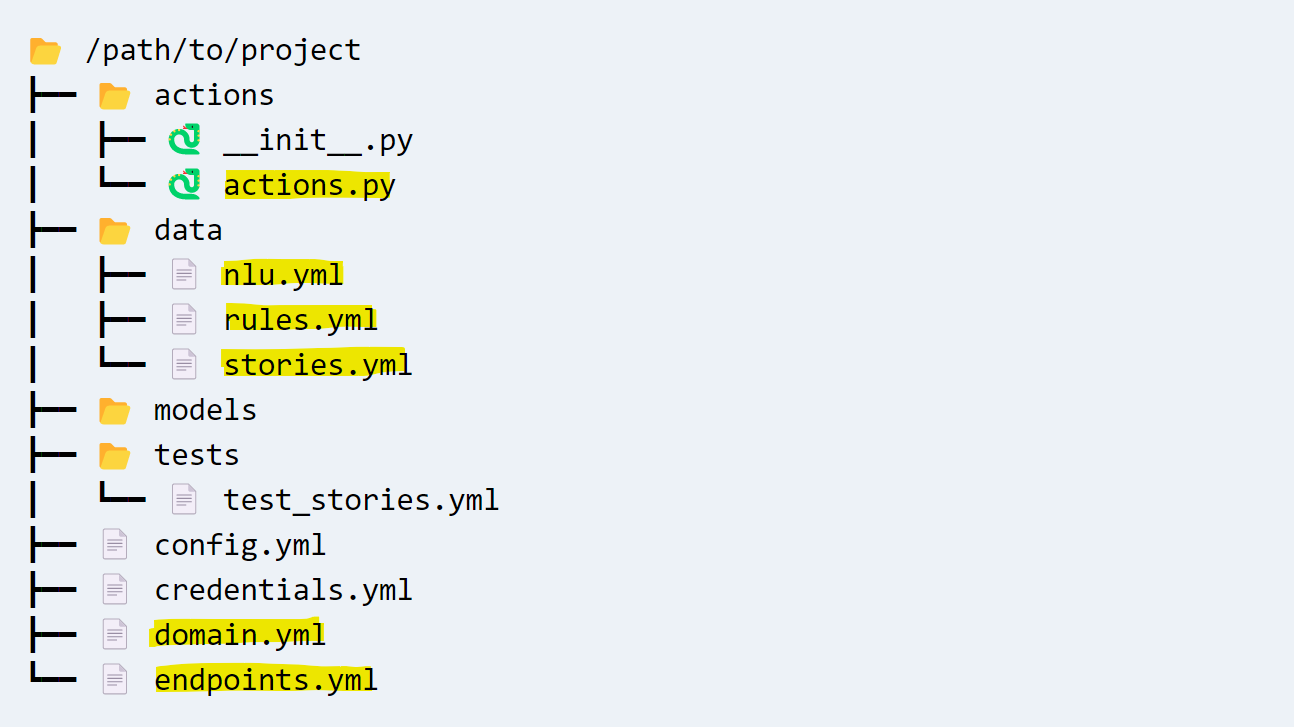 /path/to/project
actions
__init__.py
actions.py
data
nlu.yml
rules.yml
stories.yml
models
tests
test_stories.yml
config.yml
credentials.yml
domain.yml
endpoints.yml